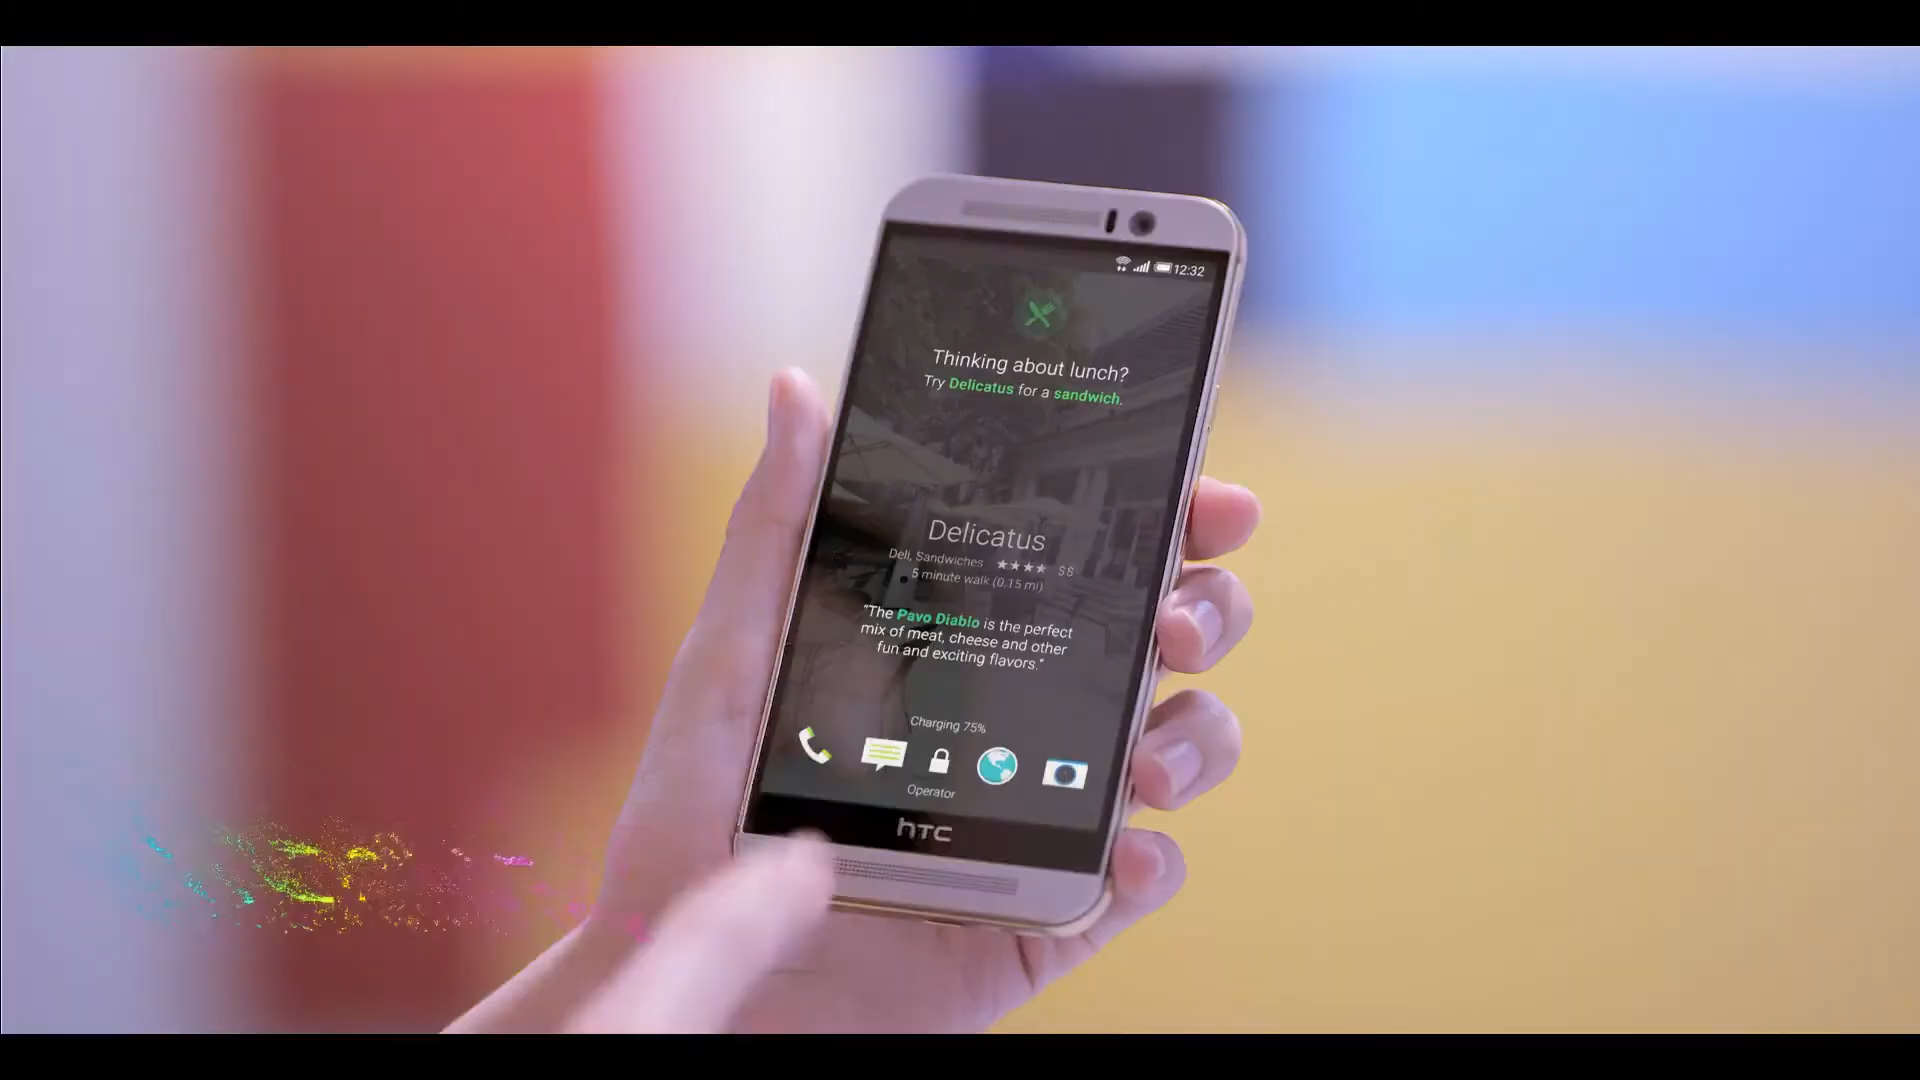 12:32
Thinking about lunch?
Try Delicatus for a sandwich.
Delicatus
Deli, Sandwiches ★★★★ $$
5 minute walk (0.15 mi)
"The Pavo Diablo is the perfect
mix of meat, cheese and other
fun and exciting flavors."
Charging 75%
Operator
hTC